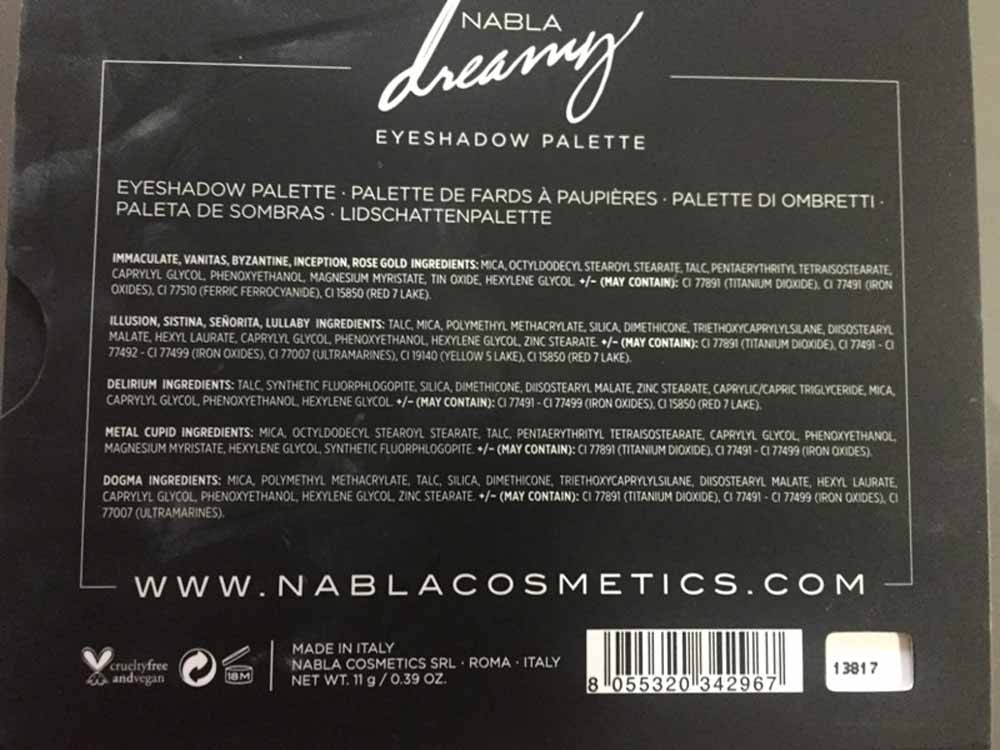 NABLA
dreamy
EYESHADOW PALETTE
EYESHADOW PALETTE · PALETTE DE FARDS À PAUPIÈRES · PALETTE DI OMBRETTI ·
PALETA DE SOMBRAS · LIDSCHATTENPALETTE
IMMACULATE, VANITAS, BYZANTINE, INCEPTION, ROSE GOLD INGREDIENTS: MICA, OCTYLDODECYL STEAROYL STEARATE, TALC, PENTAERYTHRITYL TETRAISOSTEARATE,
CAPRYLYL GLYCOL, PHENOXYETHANOL, MAGNESIUM MYRISTATE, TIN OXIDE, HEXYLENE GLYCOL. +/– (MAY CONTAIN): CI 77891 (TITANIUM DIOXIDE), CI 77491 (IRON
OXIDES), CI 77510 (FERRIC FERROCYANIDE), CI 15850 (RED 7 LAKE).
ILLUSION, SISTINA, SEÑORITA, LULLABY INGREDIENTS: TALC, MICA, POLYMETHYL METHACRYLATE, SILICA, DIMETHICONE, TRIETHOXYCAPRYLYLSILANE, DIISOSTEARYL
MALATE, HEXYL LAURATE, CAPRYLYL GLYCOL, PHENOXYETHANOL, HEXYLENE GLYCOL, ZINC STEARATE. +/– (MAY CONTAIN): CI 77891 (TITANIUM DIOXIDE), CI 77491 - CI
77492 - CI 77499 (IRON OXIDES), CI 77007 (ULTRAMARINES), CI 19140 (YELLOW 5 LAKE), CI 15850 (RED 7 LAKE).
DELIRIUM INGREDIENTS: TALC, SYNTHETIC FLUORPHLOGOPITE, SILICA, DIMETHICONE, DIISOSTEARYL MALATE, ZINC STEARATE, CAPRYLIC/CAPRIC TRIGLYCERIDE, MICA,
CAPRYLYL GLYCOL, PHENOXYETHANOL, HEXYLENE GLYCOL. +/– (MAY CONTAIN): CI 77491 - CI 77499 (IRON OXIDES), CI 15850 (RED 7 LAKE).
METAL CUPID INGREDIENTS: MICA, OCTYLDODECYL STEAROYL STEARATE, TALC, PENTAERYTHRITYL TETRAISOSTEARATE, CAPRYLYL GLYCOL, PHENOXYETHANOL,
MAGNESIUM MYRISTATE, HEXYLENE GLYCOL, SYNTHETIC FLUORPHLOGOPITE. +/– (MAY CONTAIN): CI 77891 (TITANIUM DIOXIDE), CI 77491 - CI 77499 (IRON OXIDES).
DOGMA INGREDIENTS: MICA, POLYMETHYL METHACRYLATE, TALC, SILICA, DIMETHICONE, TRIETHOXYCAPRYLYLSILANE, DIISOSTEARYL MALATE, HEXYL LAURATE,
CAPRYLYL GLYCOL, PHENOXYETHANOL, HEXYLENE GLYCOL, ZINC STEARATE. +/– (MAY CONTAIN): CI 77891 (TITANIUM DIOXIDE), CI 77491 - CI 77499 (IRON OXIDES), CI
77007 (ULTRAMARINES).
WWW.NABLACOSMETICS.COM
crueltyfree
andvegan
18M
MADE IN ITALY
NABLA COSMETICS SRL · ROMA · ITALY
NET WT. 11 g / 0.39 OZ.
8 055320 342967
13817